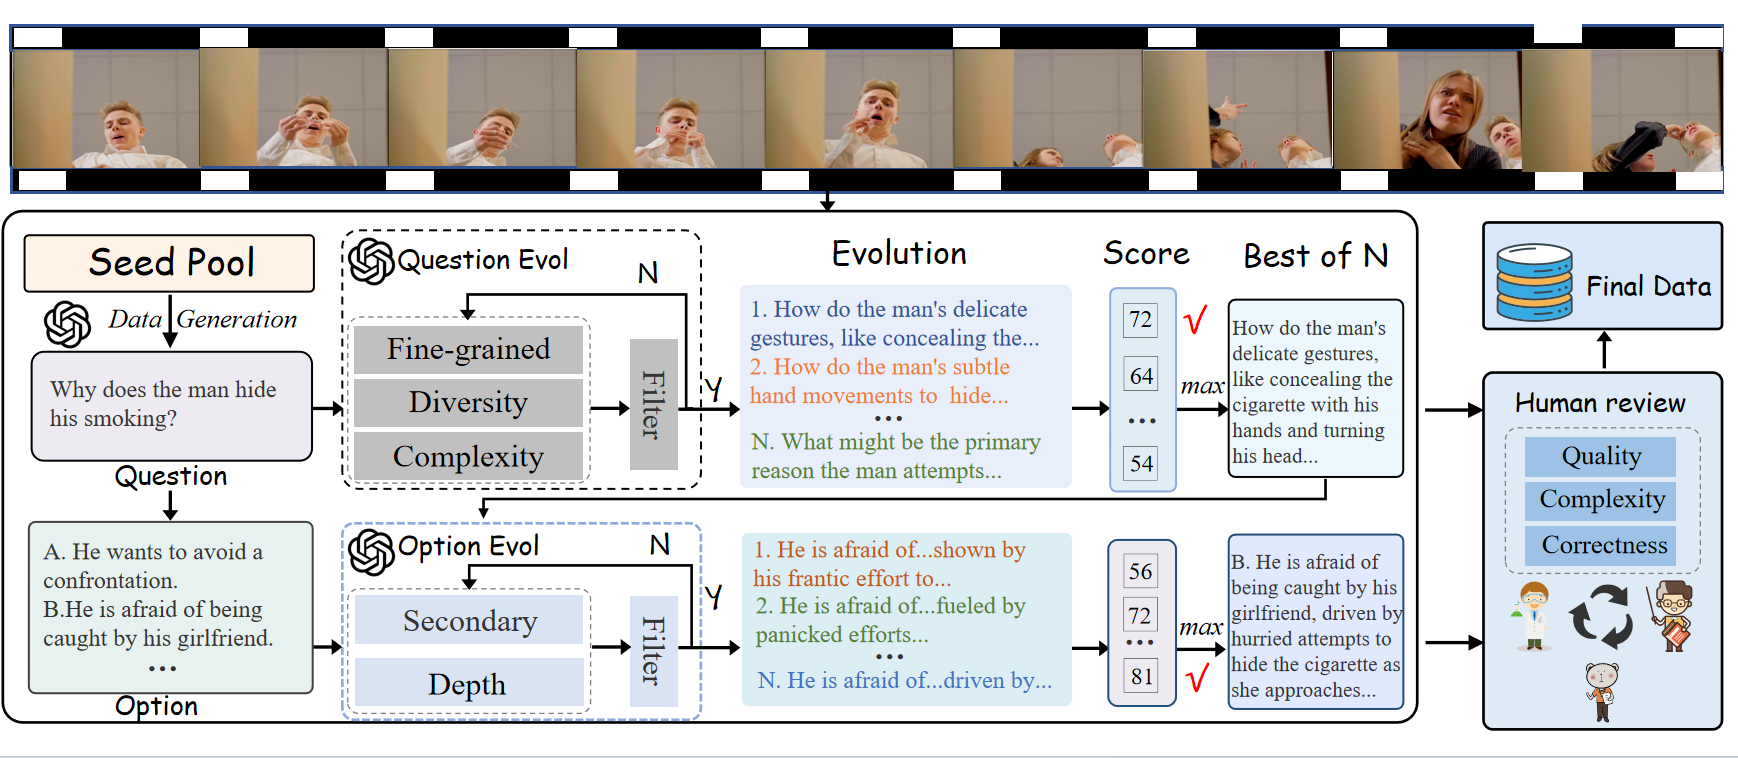 Seed Pool
Data Generation
Why does the man hide
his smoking?
Question
A. He wants to avoid a
confrontation.
B.He is afraid of being
caught by his girlfriend.
...
Option
Question Evol
N
Fine-grained
Diversity
Complexity
Filter
Y
Evolution
1. How do the man's delicate
gestures, like concealing the...
2. How do the man's subtle
hand movements to hide...
...
N. What might be the primary
reason the man attempts...
Score
72
√
64
...
54
max
Best of N
How do the man's
delicate gestures,
like concealing the
cigarette with his
hands and turning
his head...
Option Evol
N
Secondary
Depth
Filter
Y
1. He is afraid of...shown by
his frantic effort to...
2. He is afraid of...fueled by
panicked efforts...
...
N. He is afraid of...driven by...
56
72
...
81
√
max
B. He is afraid of
being caught by his
girlfriend, driven by
hurried attempts to
hide the cigarette as
she approaches...
Final Data
Human review
Quality
Complexity
Correctness